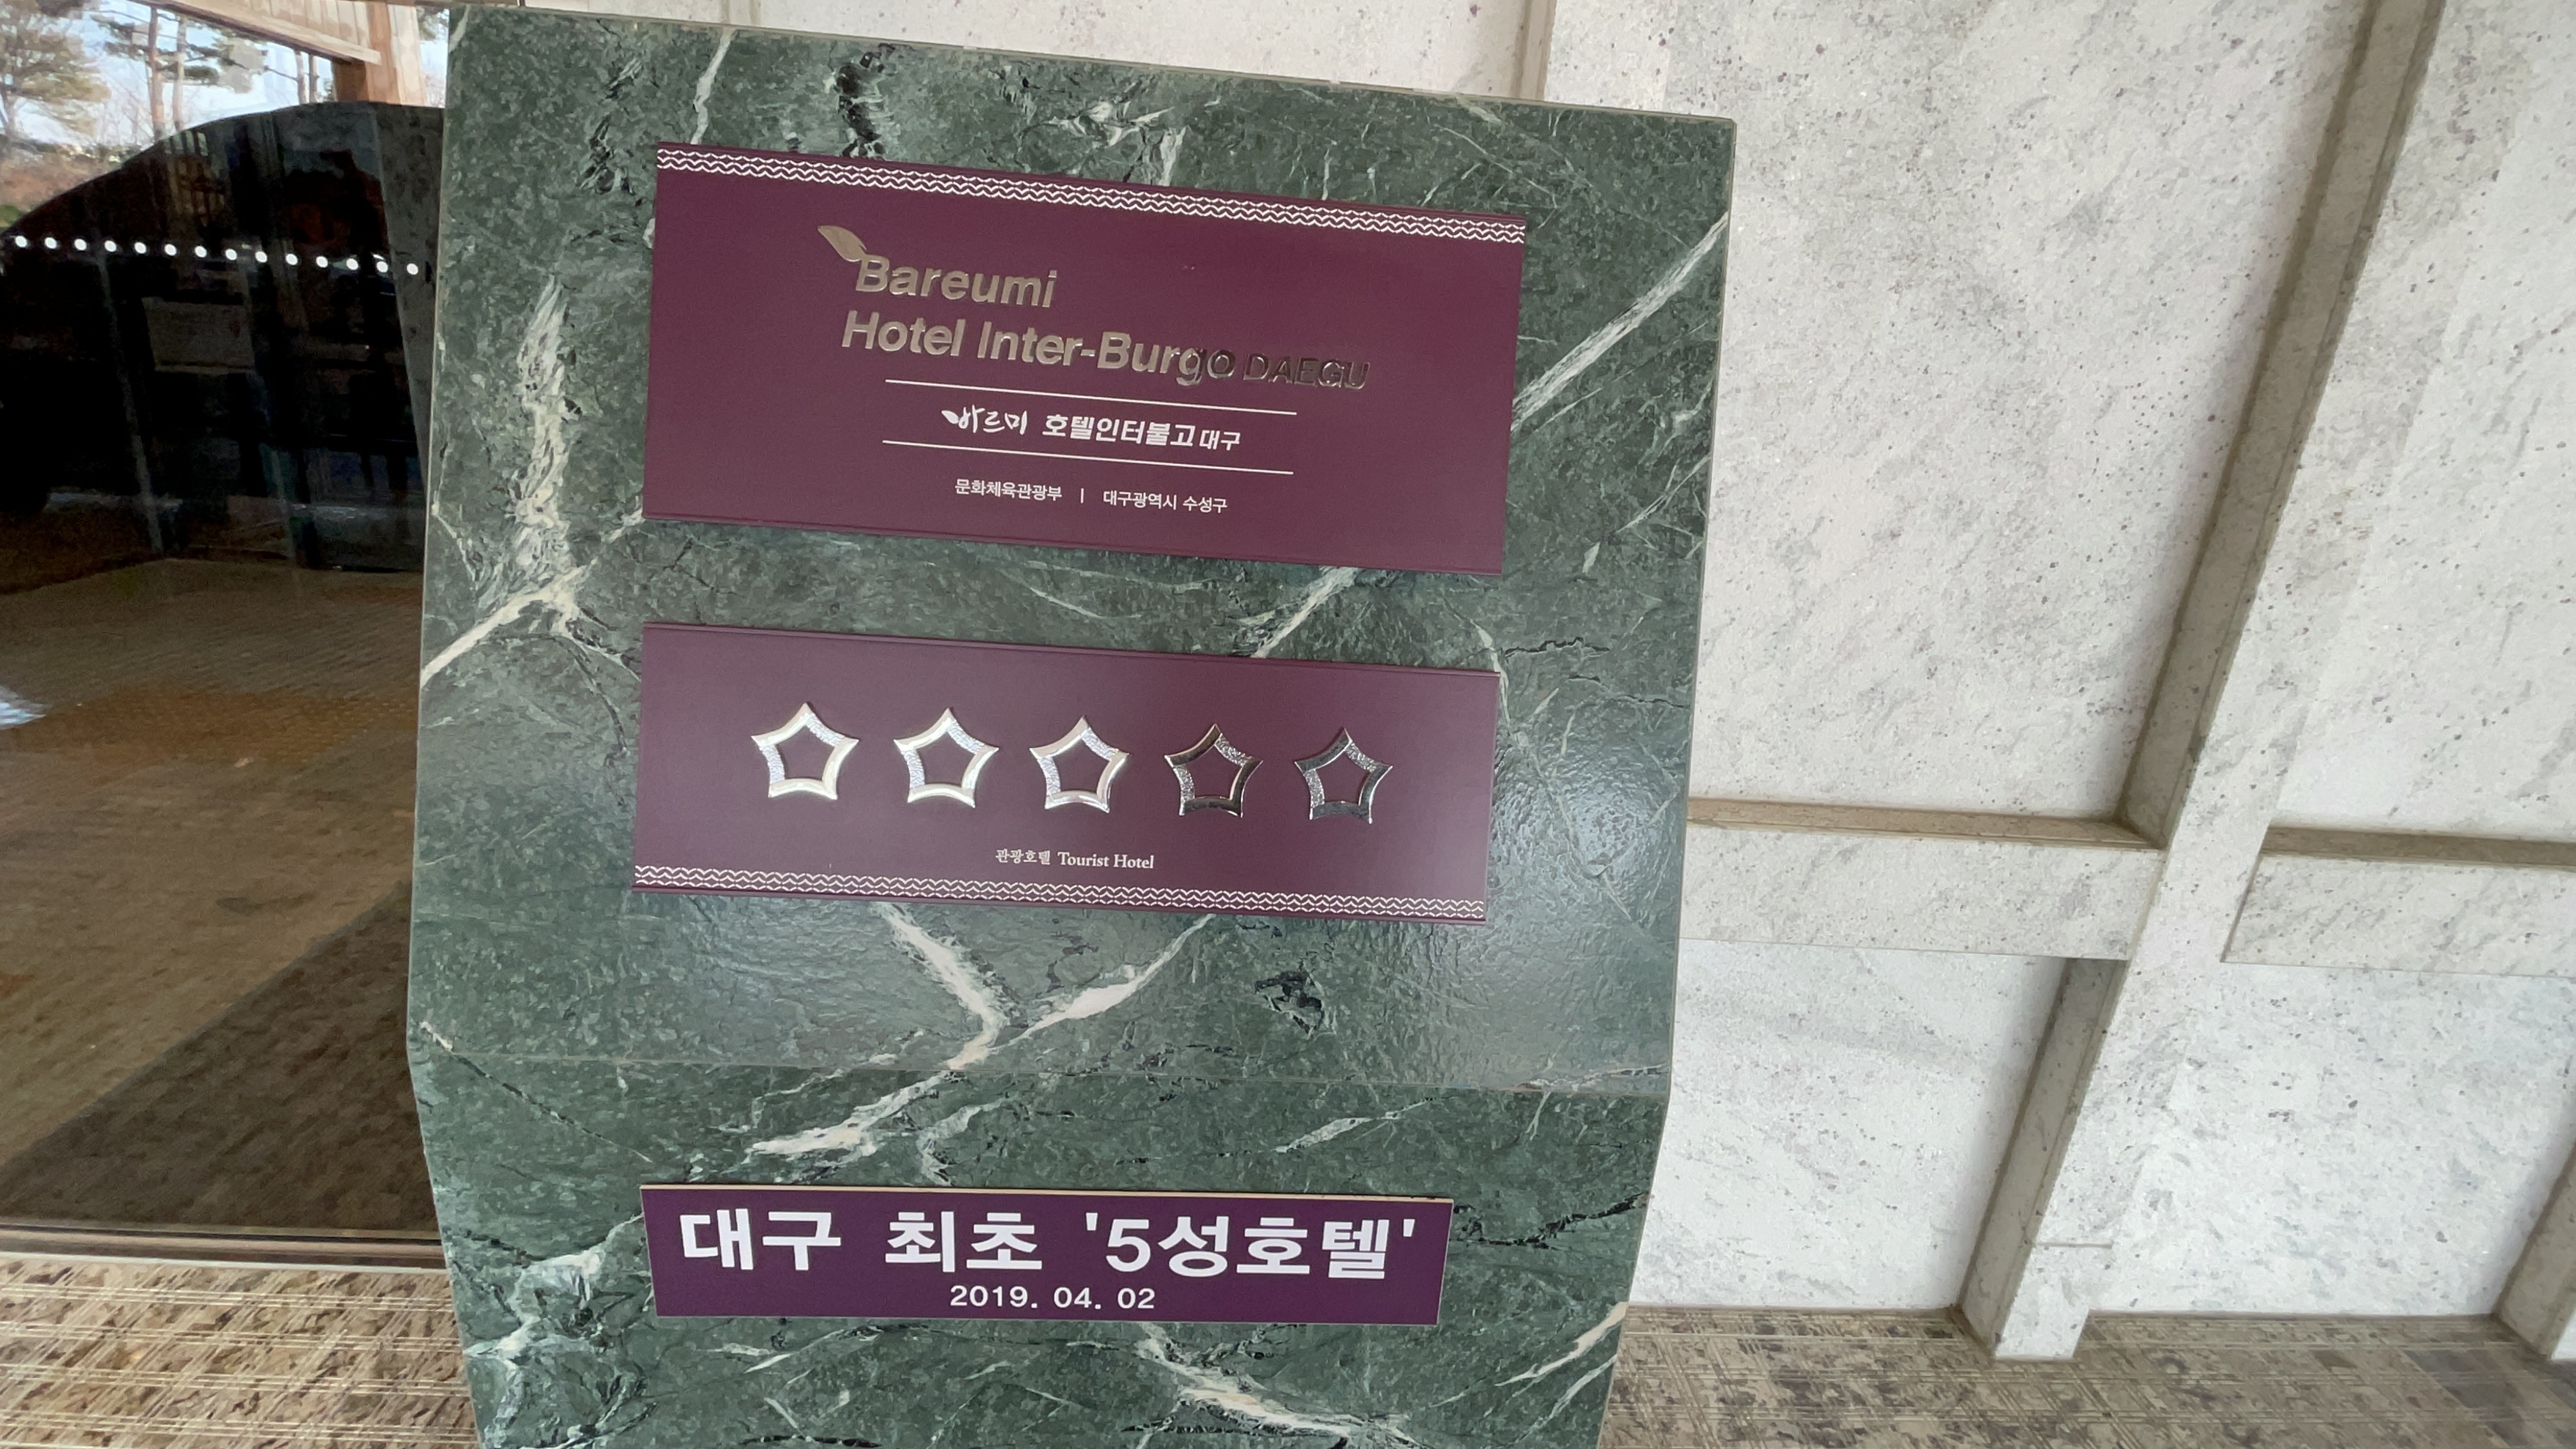 Bareumi
Hotel Inter-Burgo DAEGU
바르미 호텔인터불고 대구
문화체육관광부 | 대구광역시 수성구
관광호텔 Tourist Hotel
대구 최초 '5성호텔'
2019. 04. 02